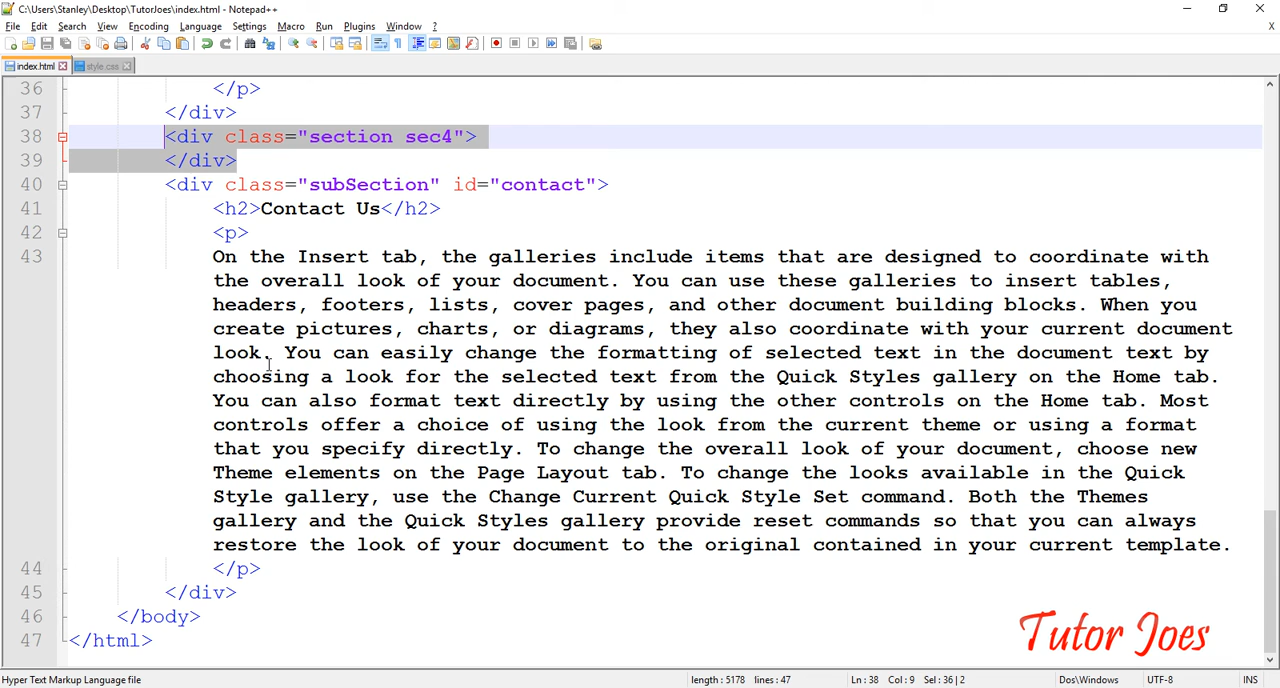 C:\Users\Stanley\Desktop\TutorJoes\index.html - Notepad++
File Edit Search View Encoding Language Settings Macro Run Plugins Window ?
X
index.html style.css
36 </p>
37 </div>
38 <div class="section sec4">
39 </div>
40 <div class="subSection" id="contact">
41 <h2>Contact Us</h2>
42 <p>
43 On the Insert tab, the galleries include items that are designed to coordinate with
the overall look of your document. You can use these galleries to insert tables,
headers, footers, lists, cover pages, and other document building blocks. When you
create pictures, charts, or diagrams, they also coordinate with your current document
look. You can easily change the formatting of selected text in the document text by
choosing a look for the selected text from the Quick Styles gallery on the Home tab.
You can also format text directly by using the other controls on the Home tab. Most
controls offer a choice of using the look from the current theme or using a format
that you specify directly. To change the overall look of your document, choose new
Theme elements on the Page Layout tab. To change the looks available in the Quick
Style gallery, use the Change Current Quick Style Set command. Both the Themes
gallery and the Quick Styles gallery provide reset commands so that you can always
restore the look of your document to the original contained in your current template.
44 </p>
45 </div>
46 </body>
47 </html>
Tutor Joes
Hyper Text Markup Language file length : 5178 lines : 47 Ln : 38 Col : 9 Sel : 36 | 2 Dos\Windows UTF-8 INS